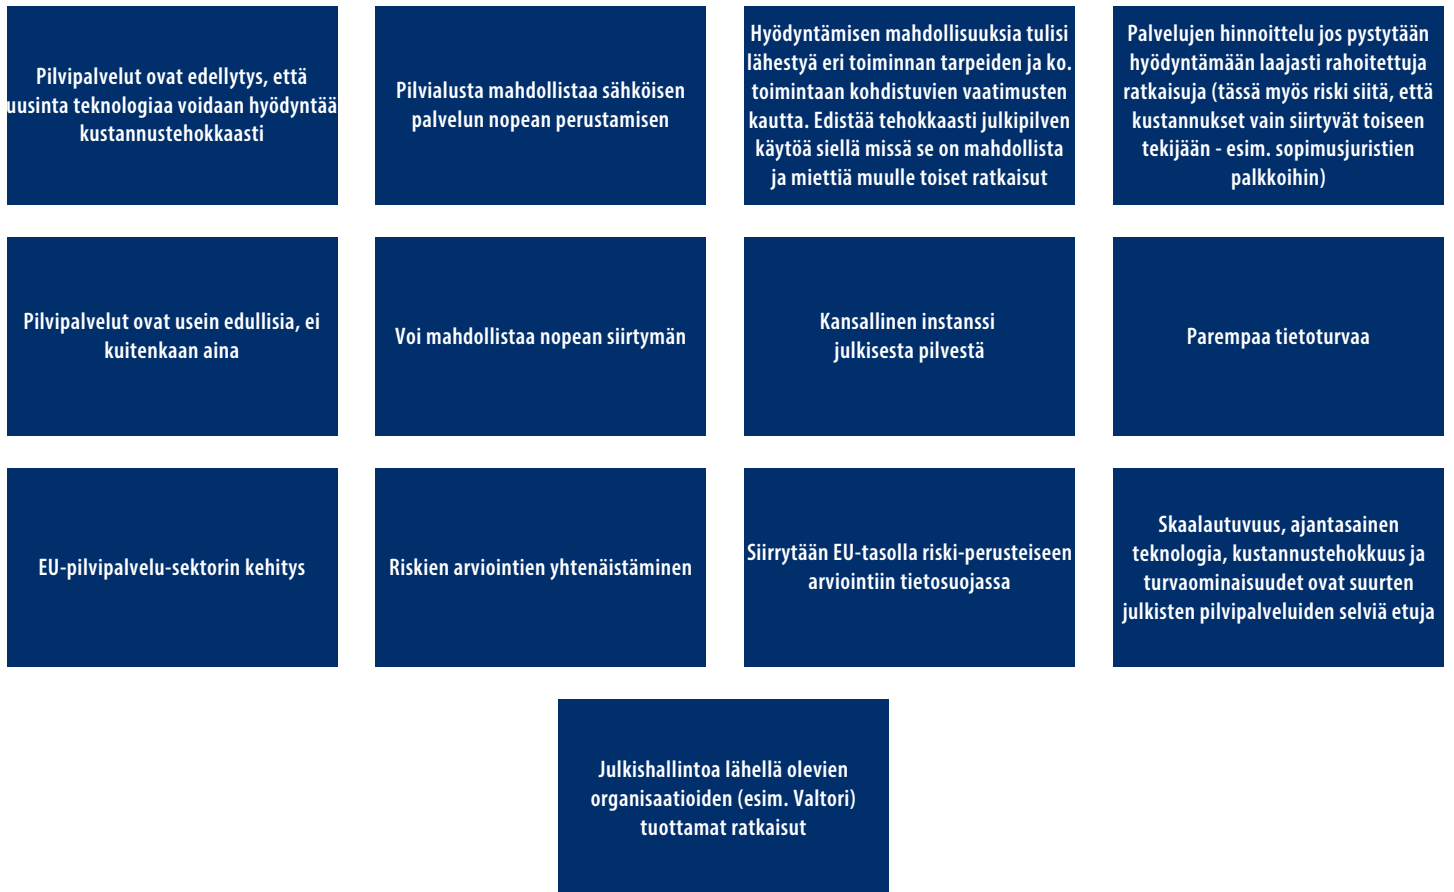 Pilvipalvelut ovat edellytys, että
uusinta teknologiaa voidaan hyödyntää
kustannustehokkaasti
Pilvialusta mahdollistaa sähköisen
palvelun nopean perustamisen
Hyödyntämisen mahdollisuuksia tulisi
lähestyä eri toiminnan tarpeiden ja ko.
toimintaan kohdistuvien vaatimusten
kautta. Edistää tehokkaasti julkipilven
käytöä siellä missä se on mahdollista
ja miettiä muulle toiset ratkaisut
Palvelujen hinnoittelu jos pystytään
hyödyntämään laajasti rahoitettuja
ratkaisuja (tässä myös riski siitä, että
kustannukset vain siirtyvät toiseen
tekijään - esim. sopimusjuristien
palkkoihin)
Pilvipalvelut ovat usein edullisia, ei
kuitenkaan aina
Voi mahdollistaa nopean siirtymän
Kansallinen instanssi
julkisesta pilvestä
Parempaa tietoturvaa
EU-pilvipalvelu-sektorin kehitys
Riskien arviointien yhtenäistäminen
Siirrytään EU-tasolla riski-perusteiseen
arviointiin tietosuojassa
Skaalautuvuus, ajantasainen
teknologia, kustannustehokkuus ja
turvaominaisuudet ovat suurten
julkisten pilvipalveluiden selviä etuja
Julkishallintoa lähellä olevien
organisaatioiden (esim. Valtori)
tuottamat ratkaisut